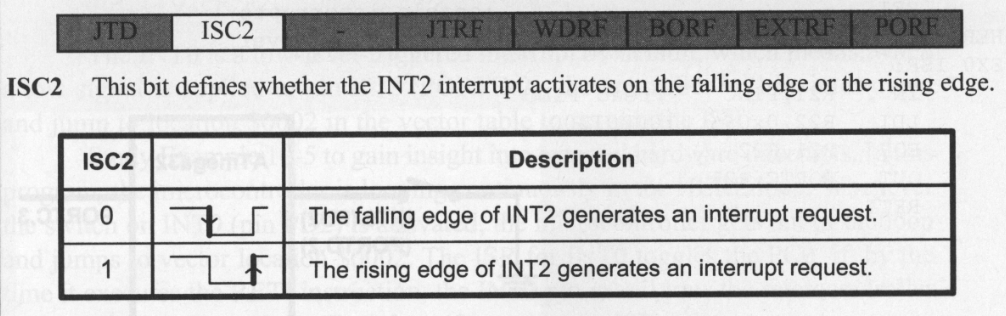 JTD ISC2 - JTRF WDRF BORF EXTRF PORF
ISC2 This bit defines whether the INT2 interrupt activates on the falling edge or the rising edge.
ISC2 Description
0 The falling edge of INT2 generates an interrupt request.
1 The rising edge of INT2 generates an interrupt request.